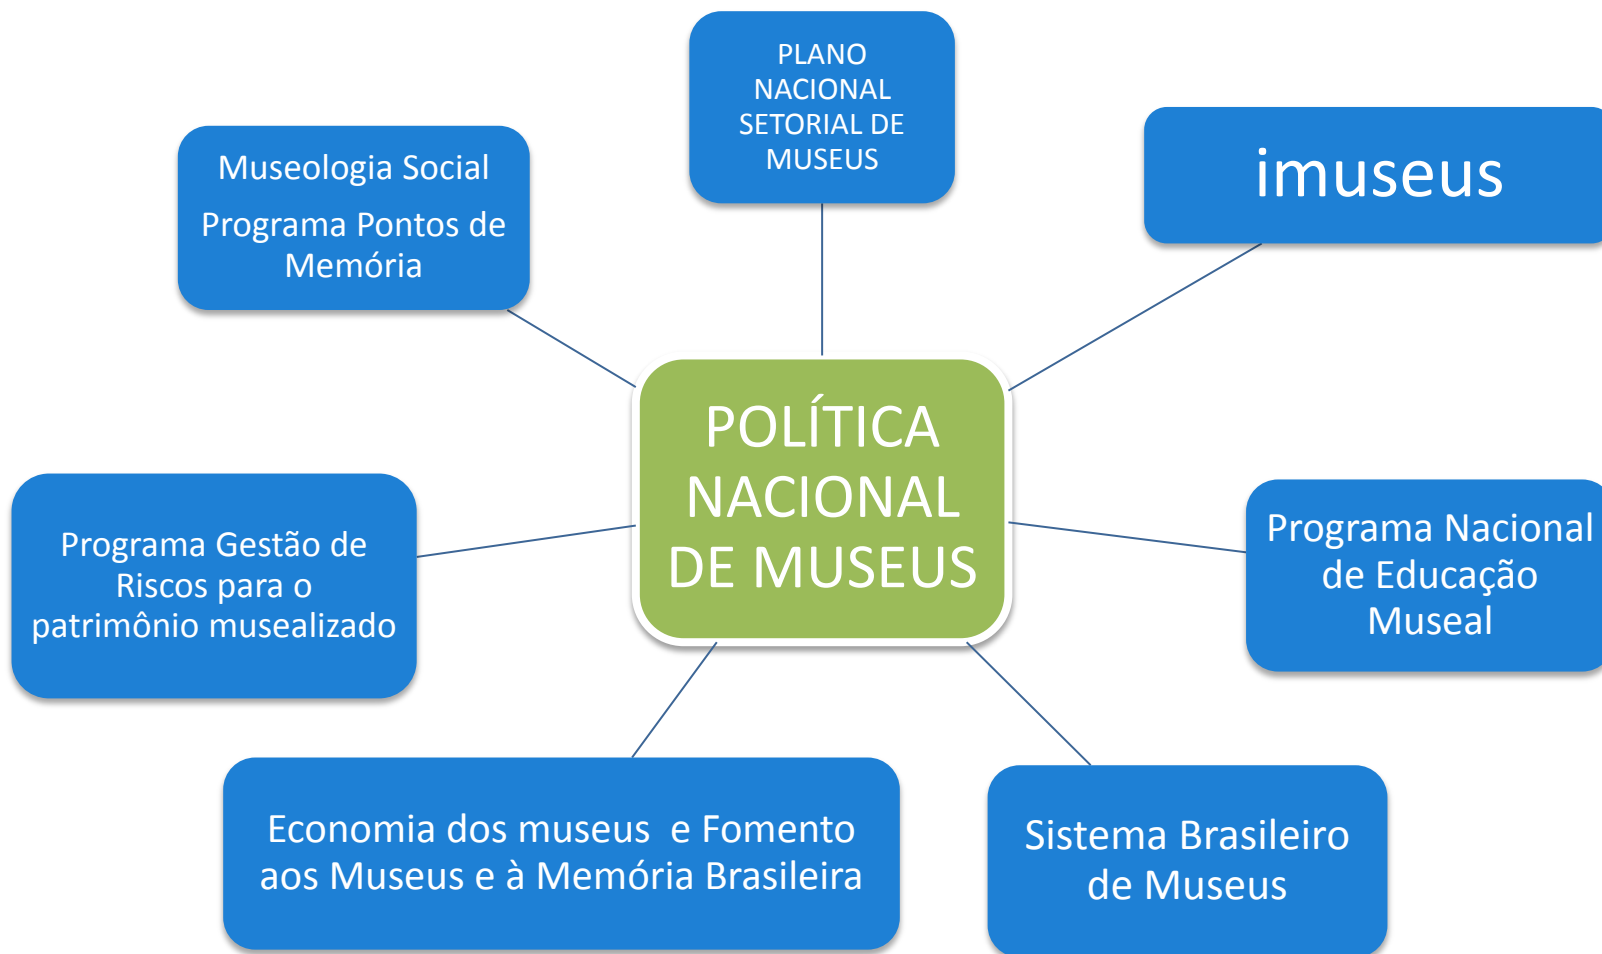 PLANO
NACIONAL
SETORIAL DE
MUSEUS
imuseus
Museologia Social
Programa Pontos de
Memória
POLÍTICA
NACIONAL
DE MUSEUS
Programa Gestão de
Riscos para o
patrimônio musealizado
Programa Nacional
de Educação
Museal
Economia dos museus  e Fomento
aos Museus e à Memória Brasileira
Sistema Brasileiro
de Museus